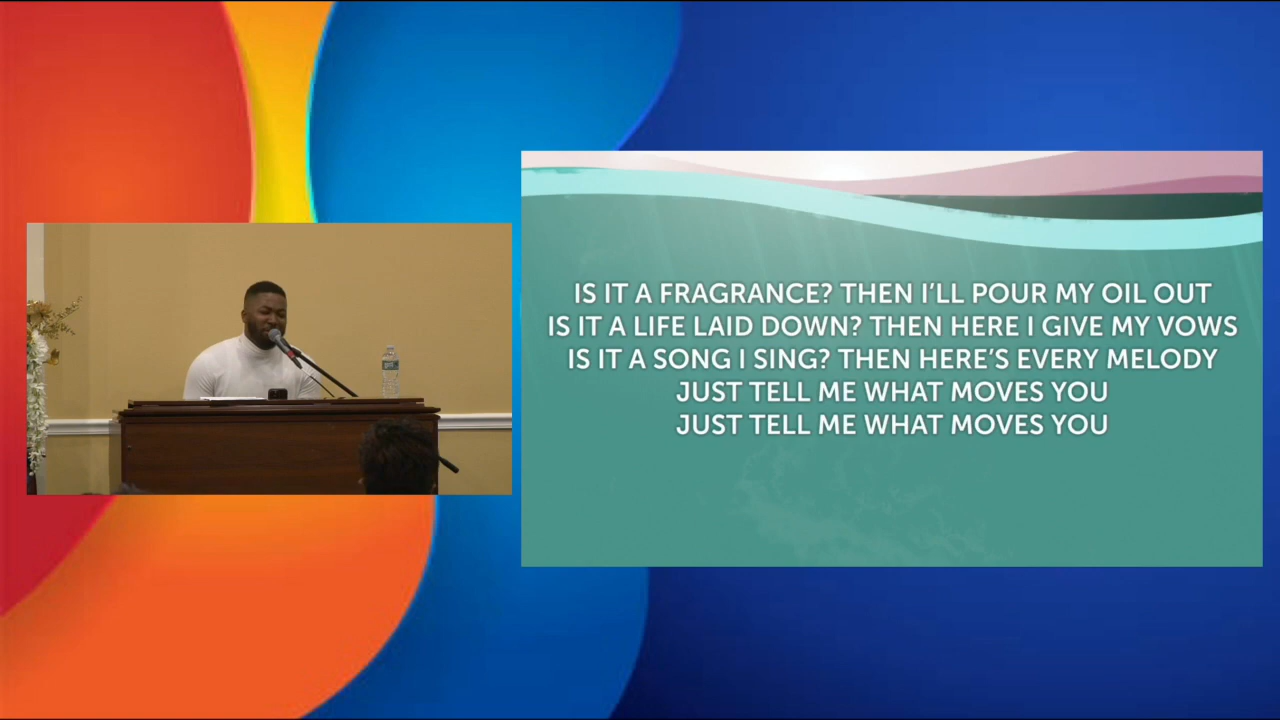 IS IT A FRAGRANCE? THEN I’LL POUR MY OIL OUT
IS IT A LIFE LAID DOWN? THEN HERE I GIVE MY VOWS
IS IT A SONG I SING? THEN HERE’S EVERY MELODY
JUST TELL ME WHAT MOVES YOU
JUST TELL ME WHAT MOVES YOU